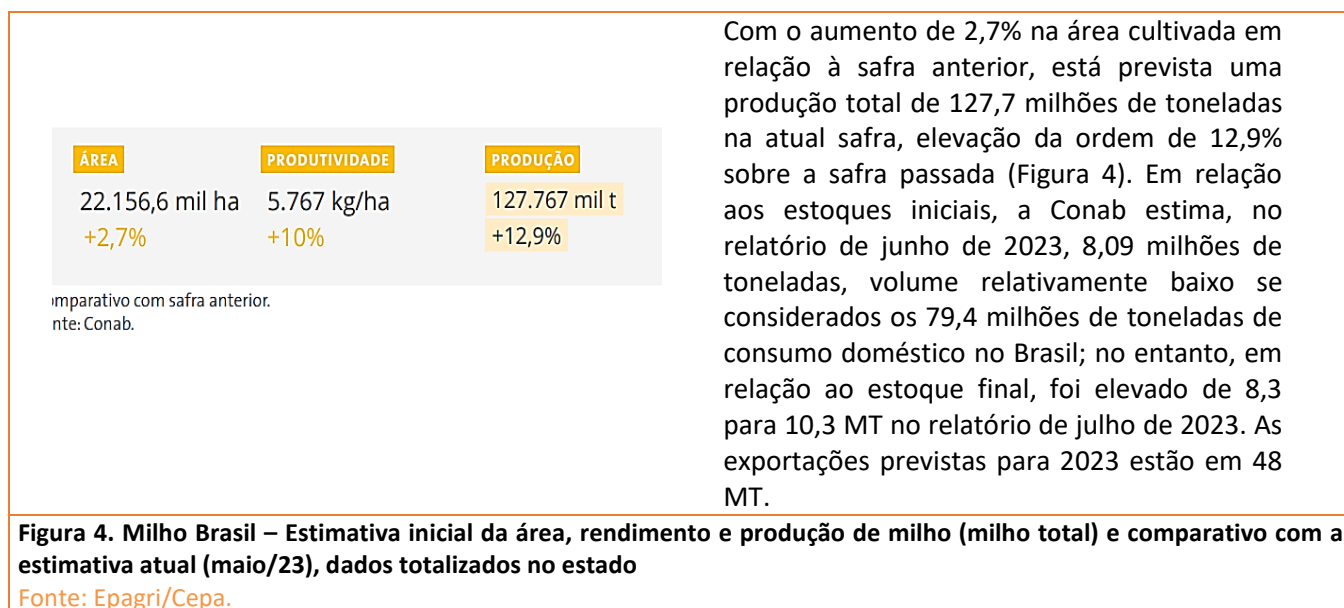 Com o aumento de 2,7% na área cultivada em
relação à safra anterior, está prevista uma
produção total de 127,7 milhões de toneladas
na atual safra, elevação da ordem de 12,9%
sobre a safra passada (Figura 4). Em relação
aos estoques iniciais, a Conab estima, no
relatório de junho de 2023, 8,09 milhões de
toneladas, volume relativamente baixo se
considerados os 79,4 milhões de toneladas de
consumo doméstico no Brasil; no entanto, em
relação ao estoque final, foi elevado de 8,3
para 10,3 MT no relatório de julho de 2023. As
exportações previstas para 2023 estão em 48
MT.
ÁREA PRODUTIVIDADE PRODUÇÃO
22.156,6 mil ha 5.767 kg/ha 127.767 mil t
+2,7% +10% +12,9%
mparativo com safra anterior.
nte: Conab.
Figura 4. Milho Brasil – Estimativa inicial da área, rendimento e produção de milho (milho total) e comparativo com a
estimativa atual (maio/23), dados totalizados no estado
Fonte: Epagri/Cepa.